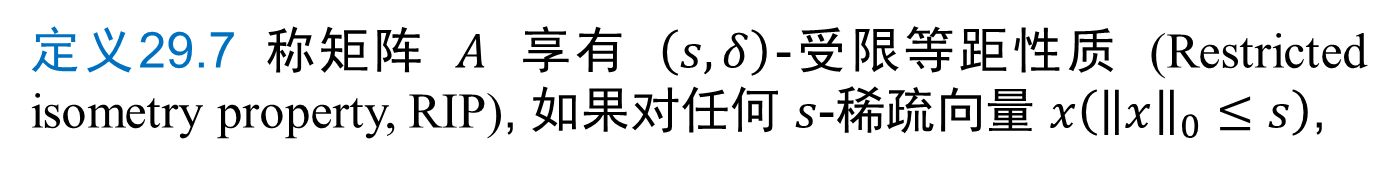 定义29.7 称矩阵 A 享有 (s, δ)-受限等距性质 (Restricted
isometry property, RIP), 如果对任何 s-稀疏向量 x(‖x‖₀ ≤ s),